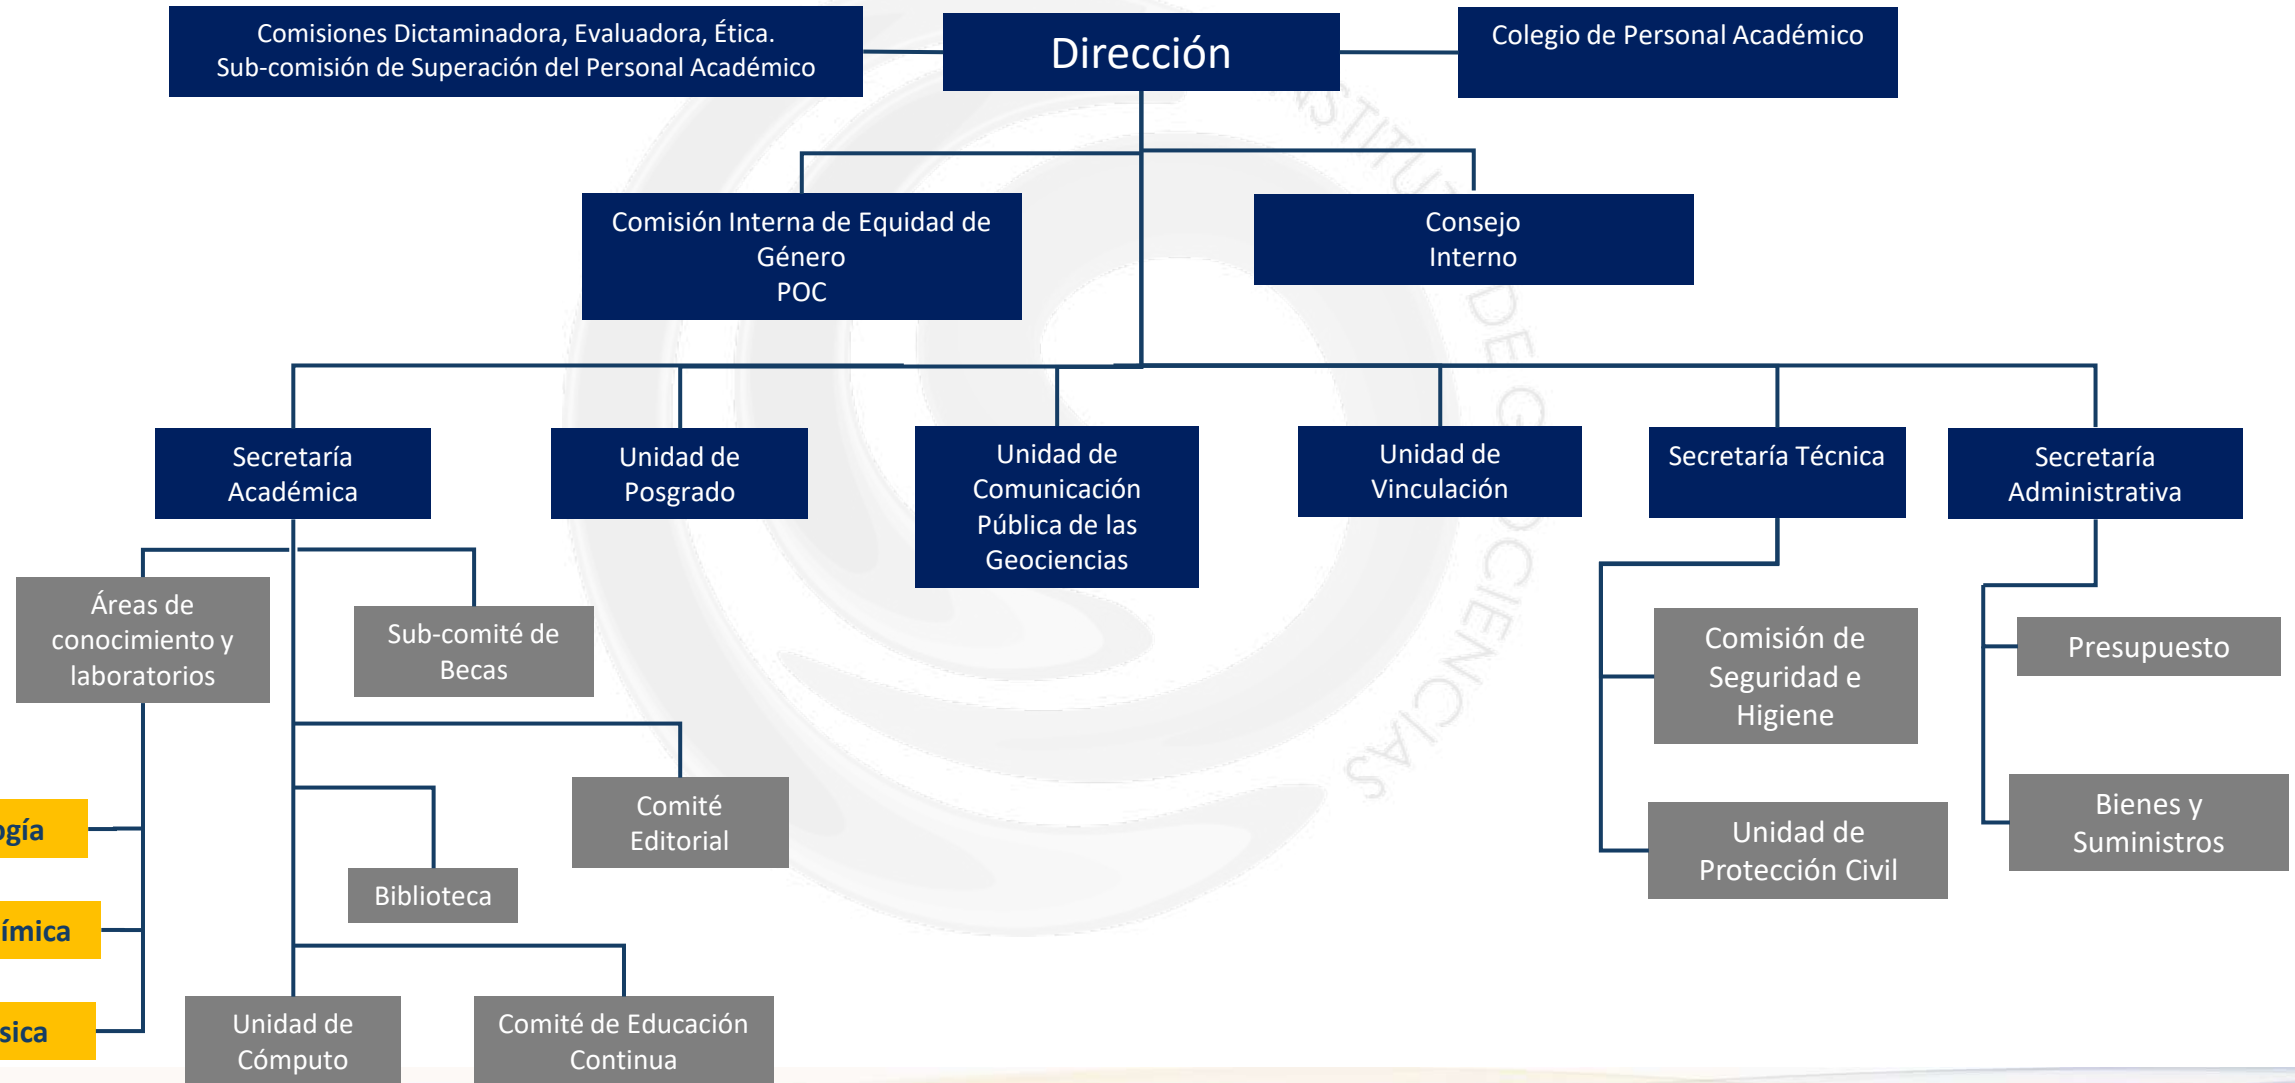 Comisiones Dictaminadora, Evaluadora, Ética.
Sub-comisión de Superación del Personal Académico
Dirección
Colegio de Personal Académico
Comisión Interna de Equidad de
Género
POC
Consejo
Interno
Secretaría
Académica
Unidad de
Posgrado
Unidad de
Comunicación
Pública de las
Geociencias
Unidad de
Vinculación
Secretaría Técnica
Secretaría
Administrativa
Áreas de
conocimiento y
laboratorios
Sub-comité de
Becas
Comisión de
Seguridad e
Higiene
Presupuesto
Comité
Editorial
Bienes y
Suministros
Unidad de
Protección Civil
Biblioteca
Unidad de
Cómputo
Comité de Educación
Continua